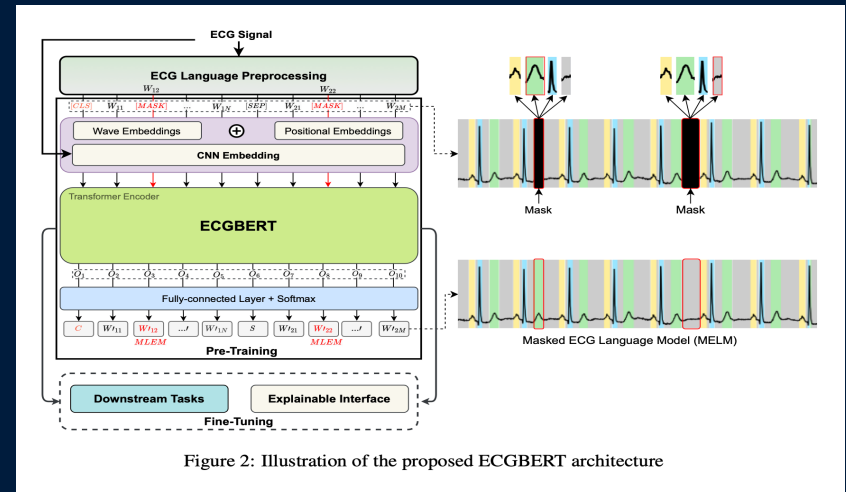 ECG Signal
ECG Language Preprocessing
W12 W22
[CLS] W11 [MASK] ... W1N [SEP] W21 [MASK] ... W2M
Wave Embeddings + Positional Embeddings
CNN Embedding
Transformer Encoder
ECGBERT
O1 O2 O3 O4 O5 O6 O7 O8 O9 O10
Fully-connected Layer + Softmax
C W′11 W′12 ...′ W′1N S W′21 W′22 ...′ W′2M
MLEM MLEM
Pre-Training
Downstream Tasks Explainable Interface
Fine-Tuning
Mask Mask
Masked ECG Language Model (MELM)
Figure 2: Illustration of the proposed ECGBERT architecture